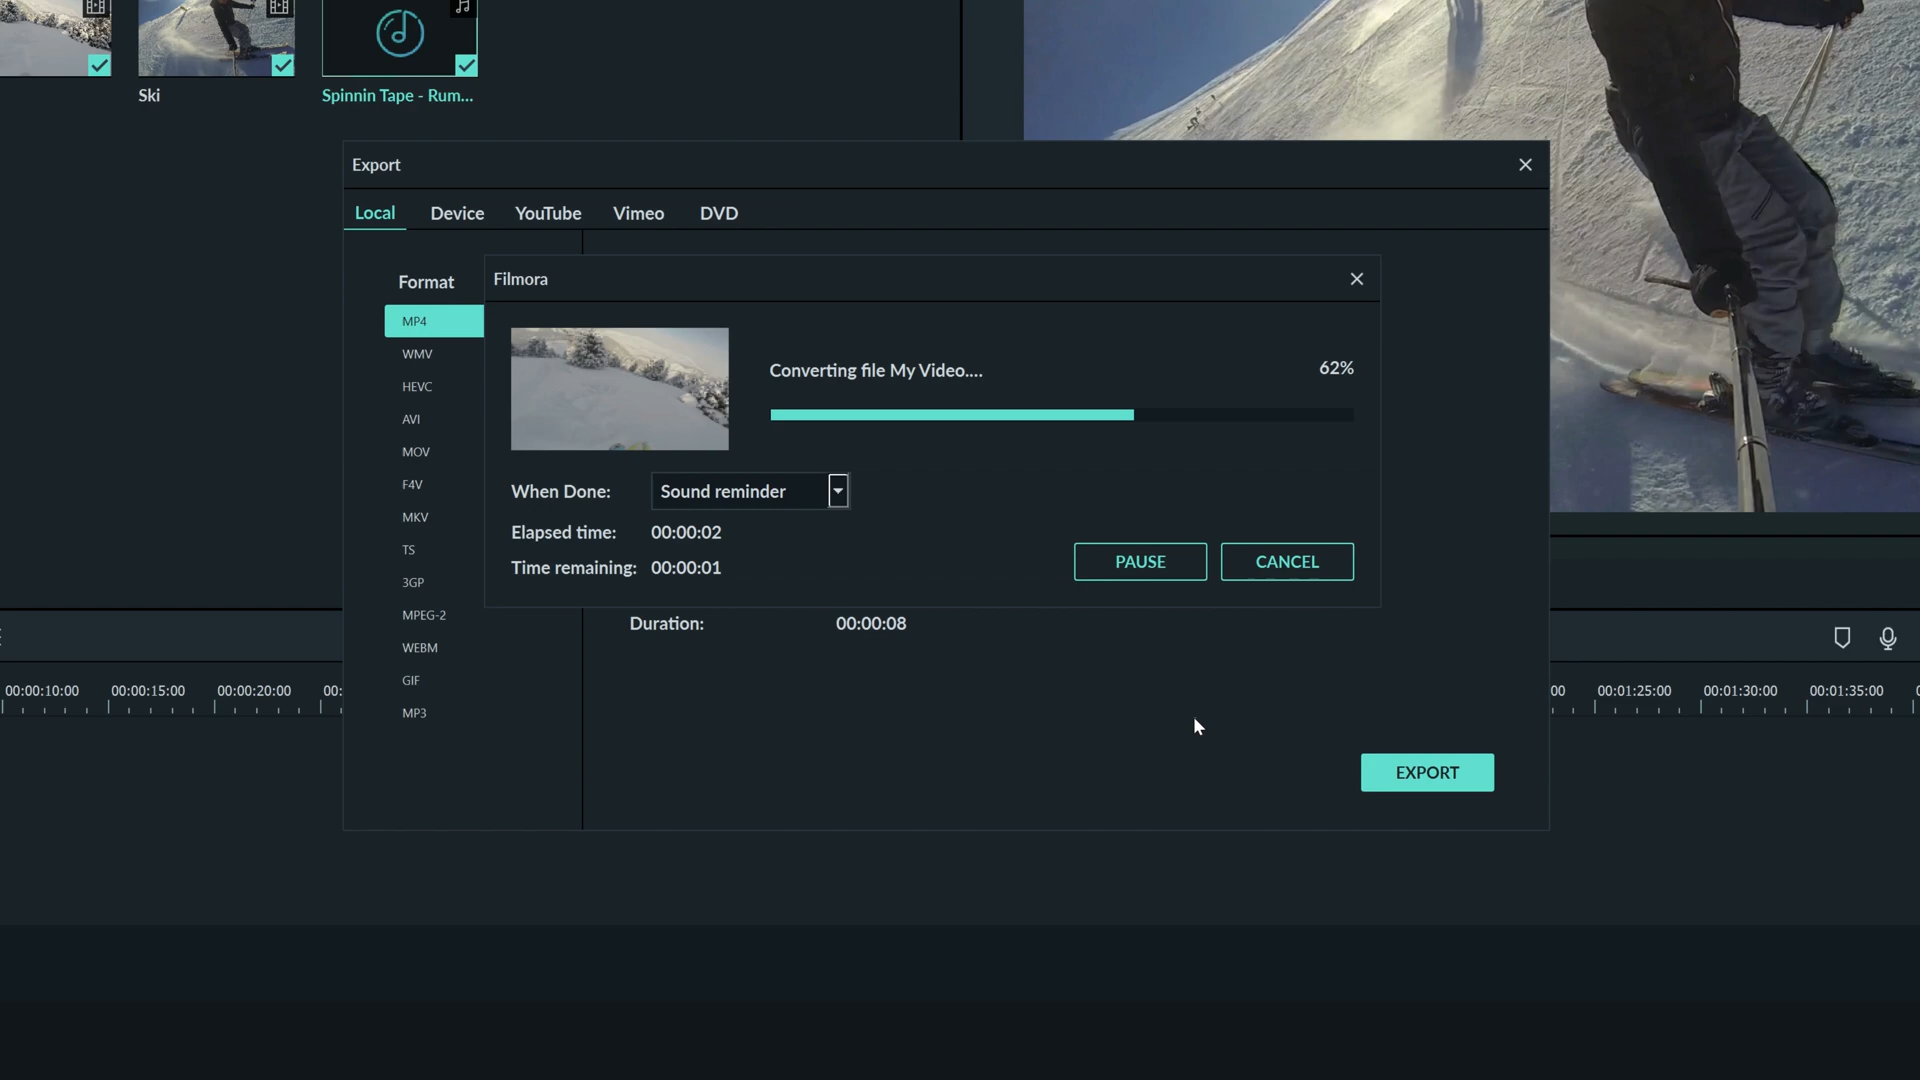 Ski
Spinnin Tape - Rum...
Export
Local Device YouTube Vimeo DVD
Format
MP4
WMV
HEVC
AVI
MOV
F4V
MKV
TS
3GP
MPEG-2
WEBM
GIF
MP3
Filmora
Converting file My Video.... 62%
When Done: Sound reminder
Elapsed time: 00:00:02
Time remaining: 00:00:01
PAUSE CANCEL
Duration: 00:00:08
EXPORT
00:00:10:00 00:00:15:00 00:00:20:00 00: 00 00:01:25:00 00:01:30:00 00:01:35:00